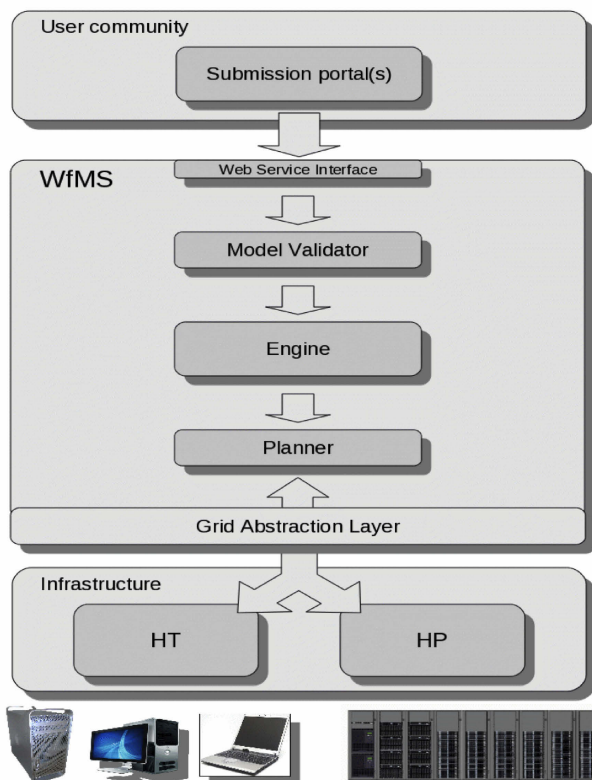 User community
Submission portal(s)
Web Service Interface
WfMS
Model Validator
Engine
Planner
Grid Abstraction Layer
Infrastructure
HT
HP